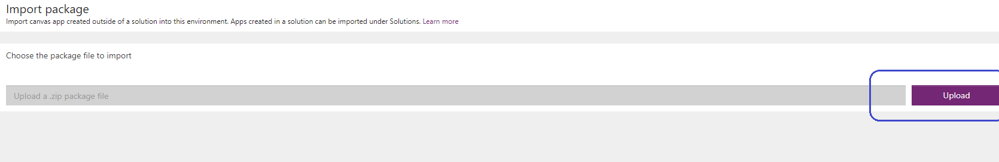 Import package
Import canvas app created outside of a solution into this environment. Apps created in a solution can be imported under Solutions. Learn more
Choose the package file to import
Upload a .zip package file
Upload